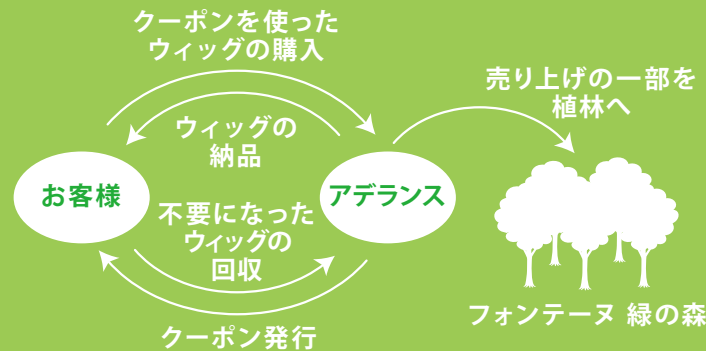 クーポンを使った
ウィッグの購入
売り上げの一部を
植林へ
ウィッグの
納品
お客様
アデランス
不要になった
ウィッグの
回収
フォンテーヌ 緑の森
クーポン発行